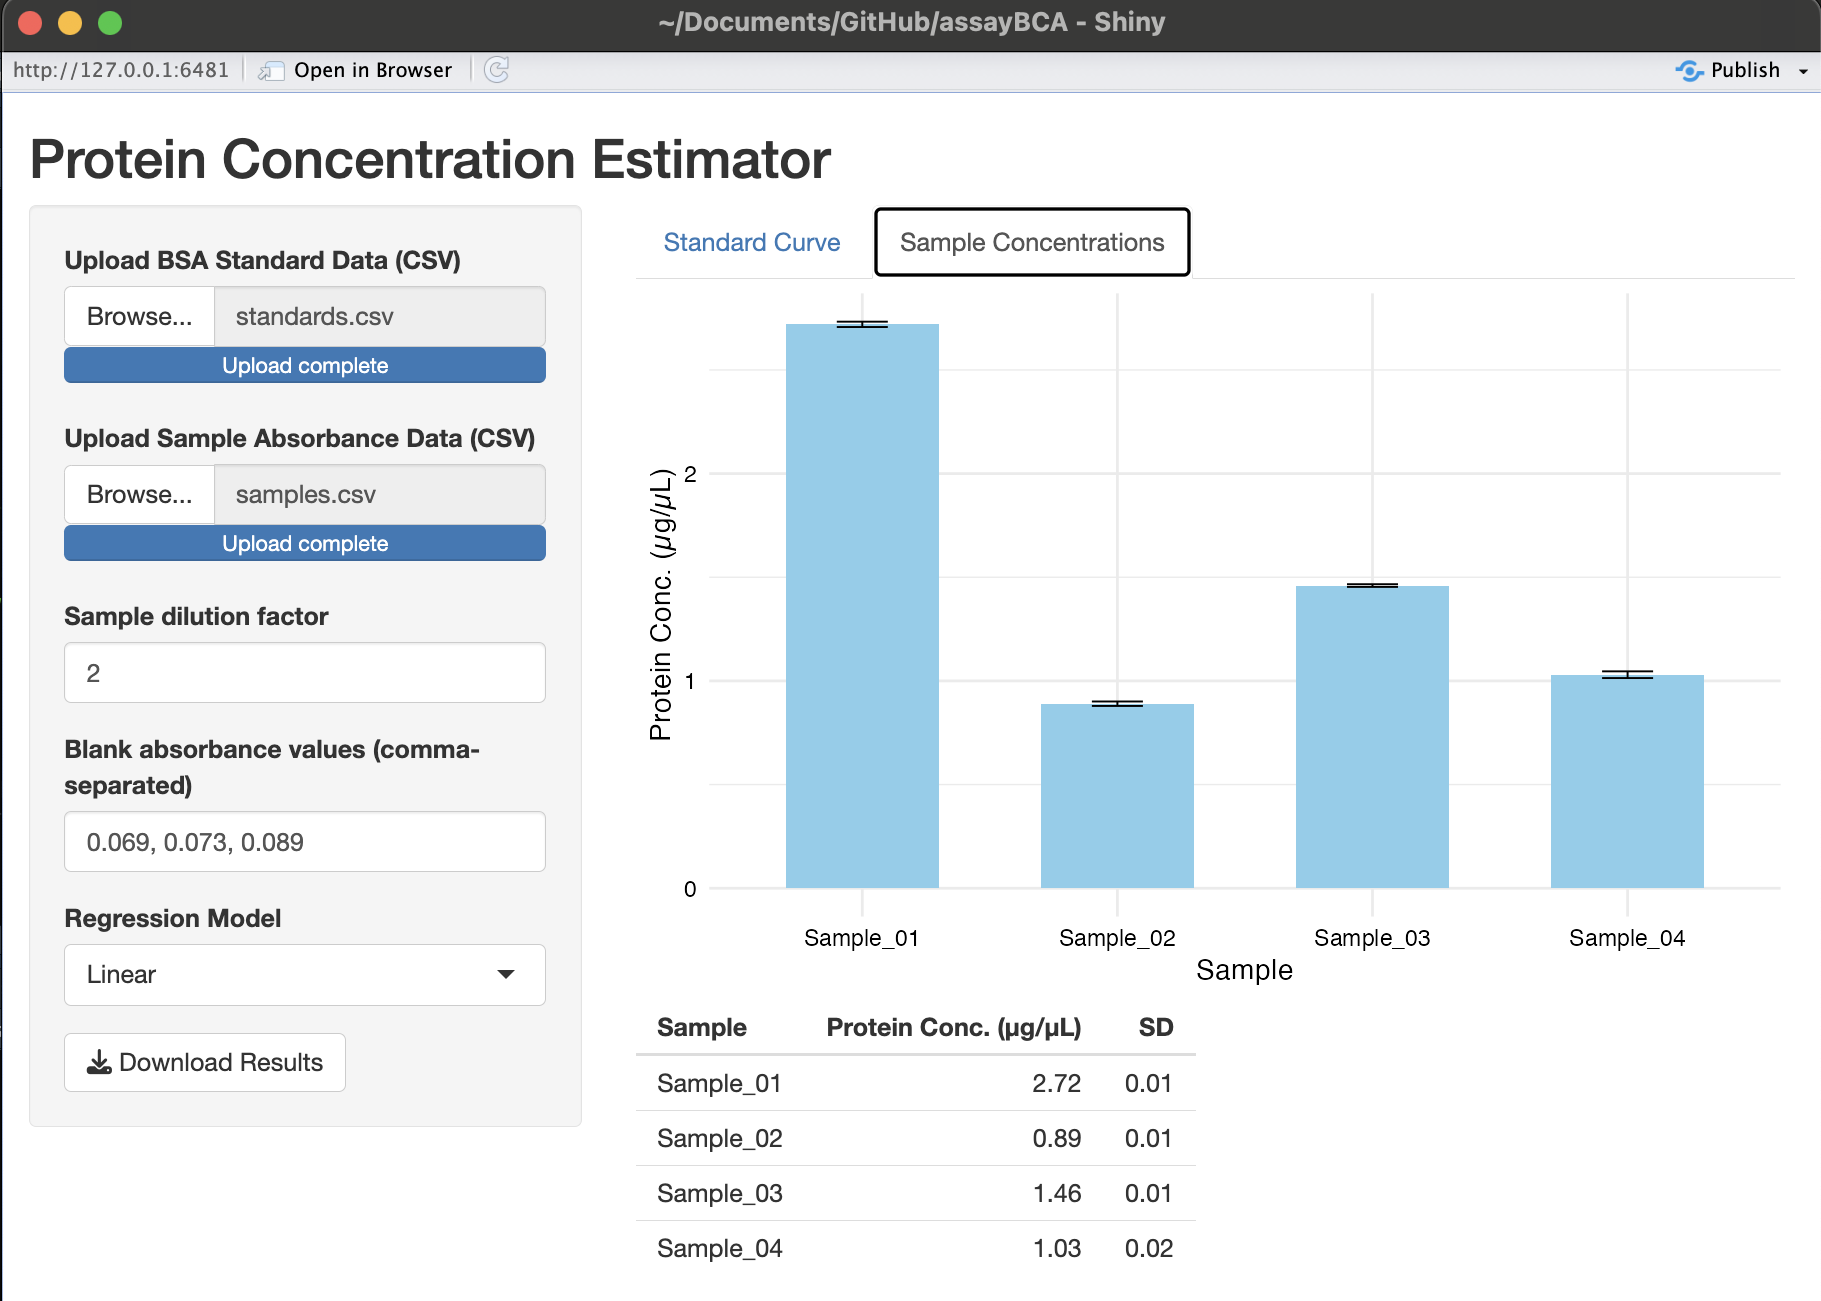 ~/Documents/GitHub/assayBCA - Shiny
http://127.0.0.1:6481
Open in Browser
Publish
Protein Concentration Estimator
Upload BSA Standard Data (CSV)
Browse... standards.csv
Upload complete
Upload Sample Absorbance Data (CSV)
Browse... samples.csv
Upload complete
Sample dilution factor
2
Blank absorbance values (comma-
separated)
0.069, 0.073, 0.089
Regression Model
Linear
Download Results
Standard Curve
Sample Concentrations
Protein Conc. (µg/µL)
2
1
0
Sample_01 Sample_02 Sample_03 Sample_04
Sample
Sample Protein Conc. (µg/µL) SD
Sample_01 2.72 0.01
Sample_02 0.89 0.01
Sample_03 1.46 0.01
Sample_04 1.03 0.02